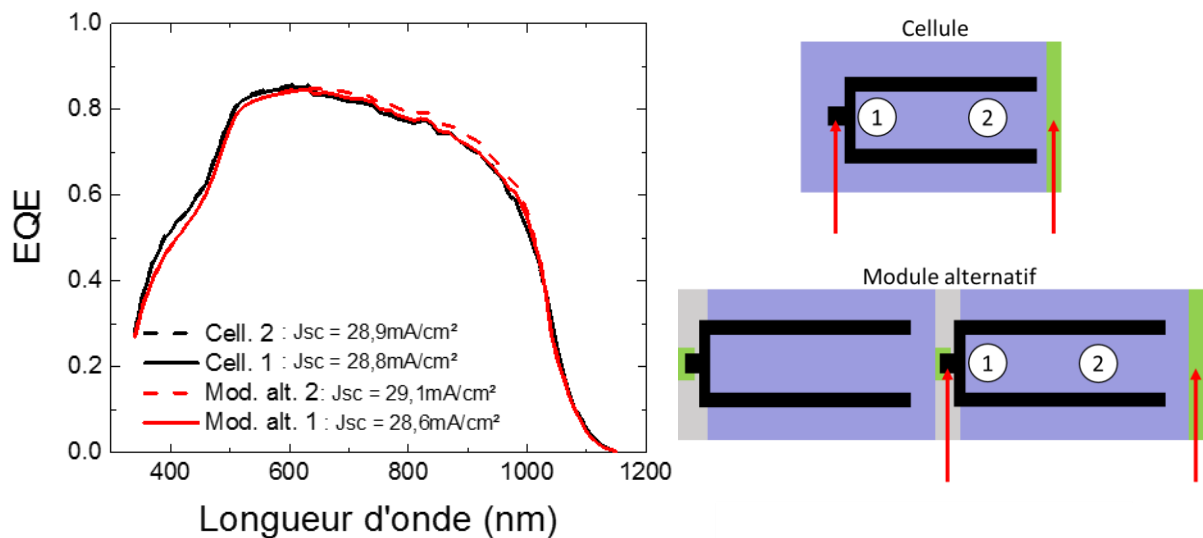 1.0
0.8
0.6
0.4
0.2
0.0
EQE
400 600 800 1000 1200
Longueur d'onde (nm)
Cell. 2 : Jsc = 28,9mA/cm²
Cell. 1 : Jsc = 28,8mA/cm²
Mod. alt. 2 : Jsc = 29,1mA/cm²
Mod. alt. 1 : Jsc = 28,6mA/cm²
Cellule
1 2
Module alternatif
1 2